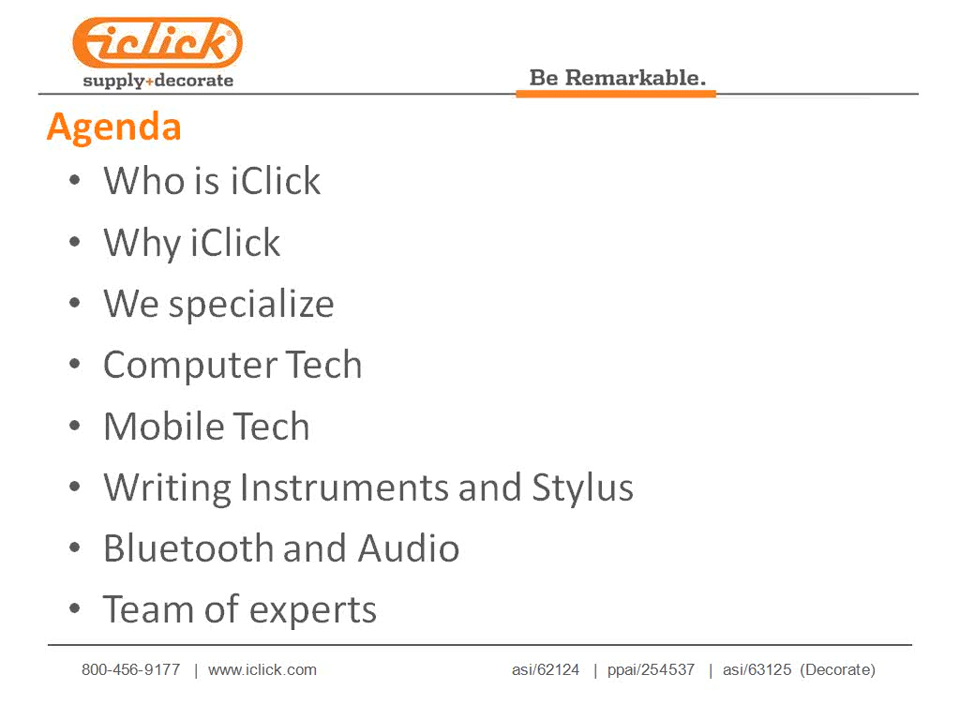 iclick®
supply+decorate
Be Remarkable.
Agenda
• Who is iClick
• Why iClick
• We specialize
• Computer Tech
• Mobile Tech
• Writing Instruments and Stylus
• Bluetooth and Audio
• Team of experts
800-456-9177 | www.iclick.com
asi/62124 | ppai/254537 | asi/63125 (Decorate)